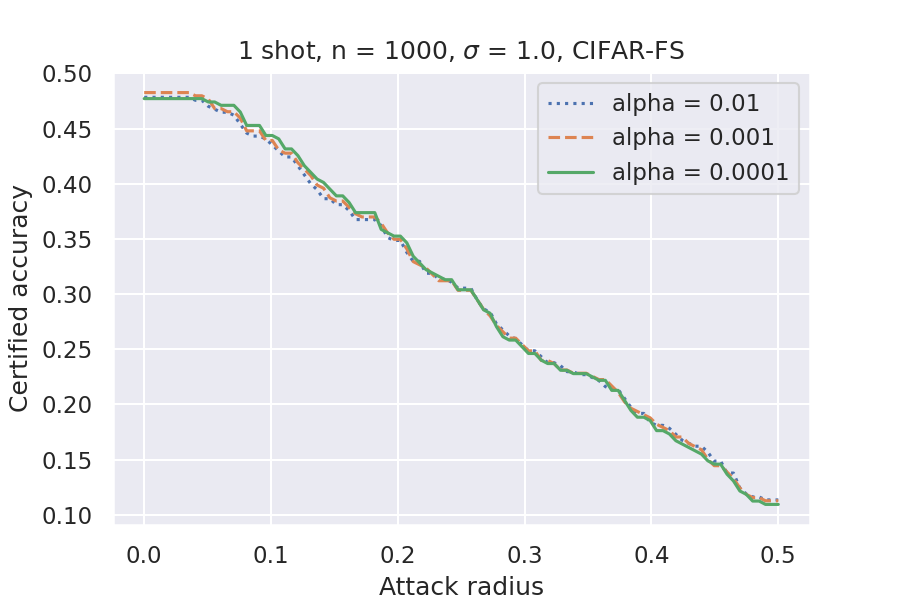 1 shot, n = 1000, σ = 1.0, CIFAR-FS
0.50
0.45
0.40
0.35
0.30
0.25
0.20
0.15
0.10
Certified accuracy
alpha = 0.01
alpha = 0.001
alpha = 0.0001
0.0 0.1 0.2 0.3 0.4 0.5
Attack radius